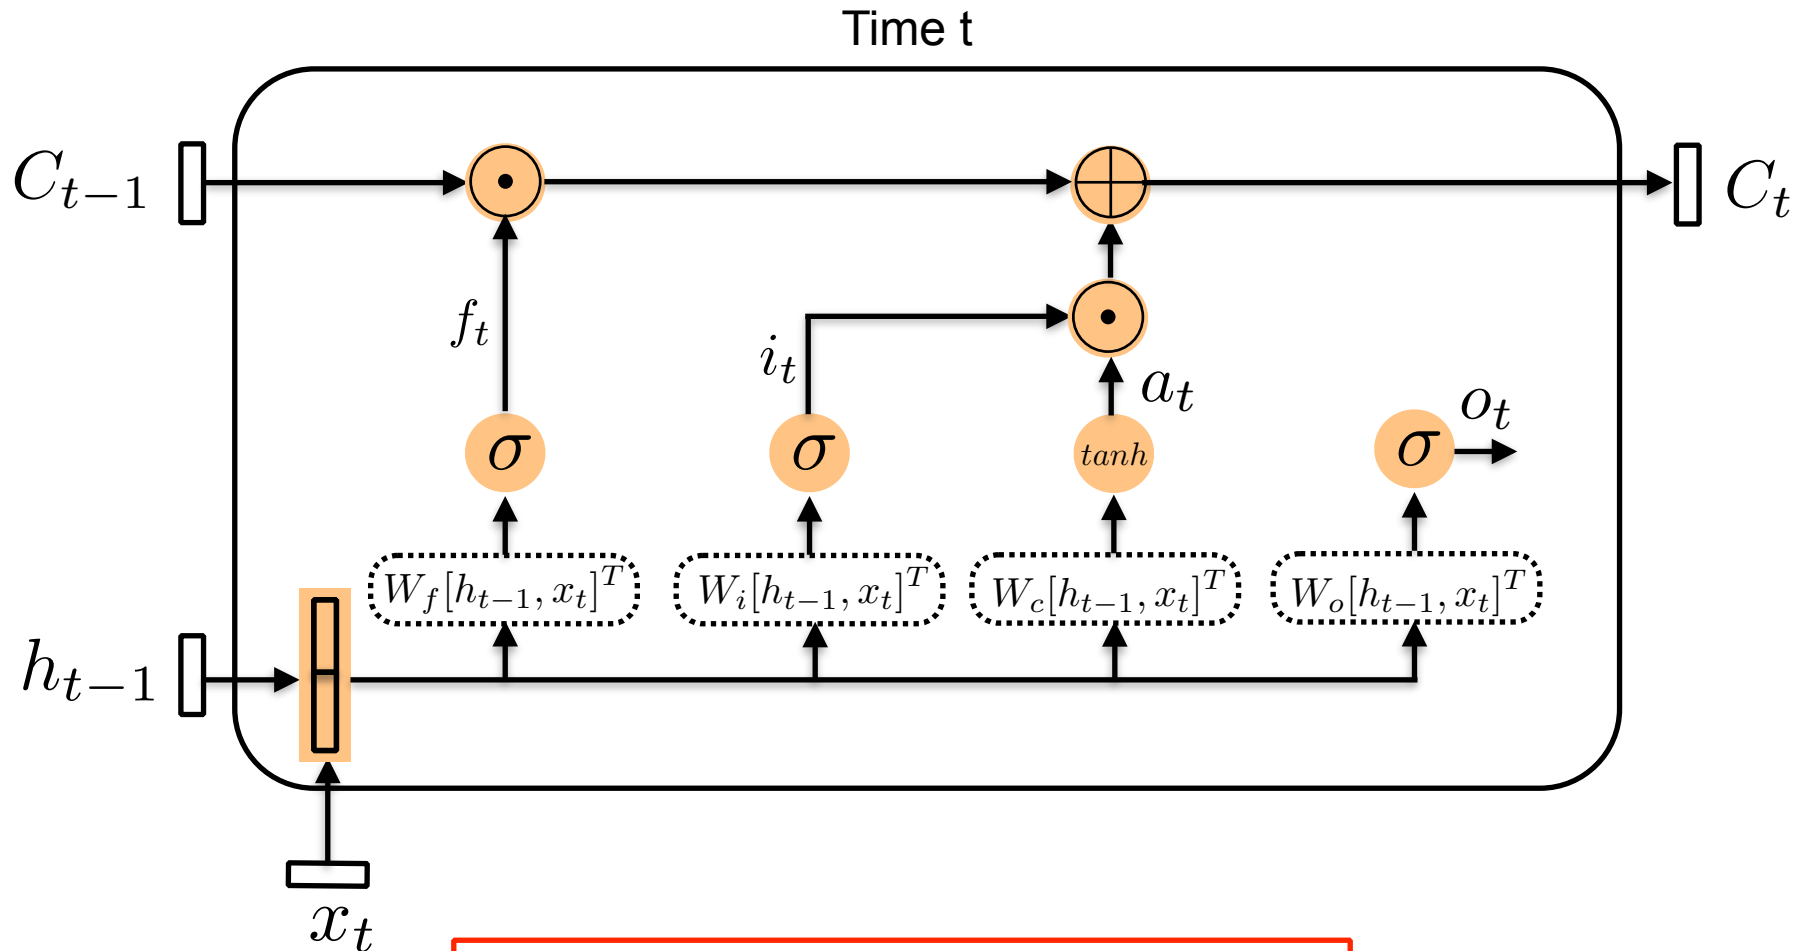 Time t
C_{t-1}
C_t
f_t
i_t
a_t
o_t
σ
σ
tanh
σ
W_f[h_{t-1}, x_t]^T
W_i[h_{t-1}, x_t]^T
W_c[h_{t-1}, x_t]^T
W_o[h_{t-1}, x_t]^T
h_{t-1}
x_t